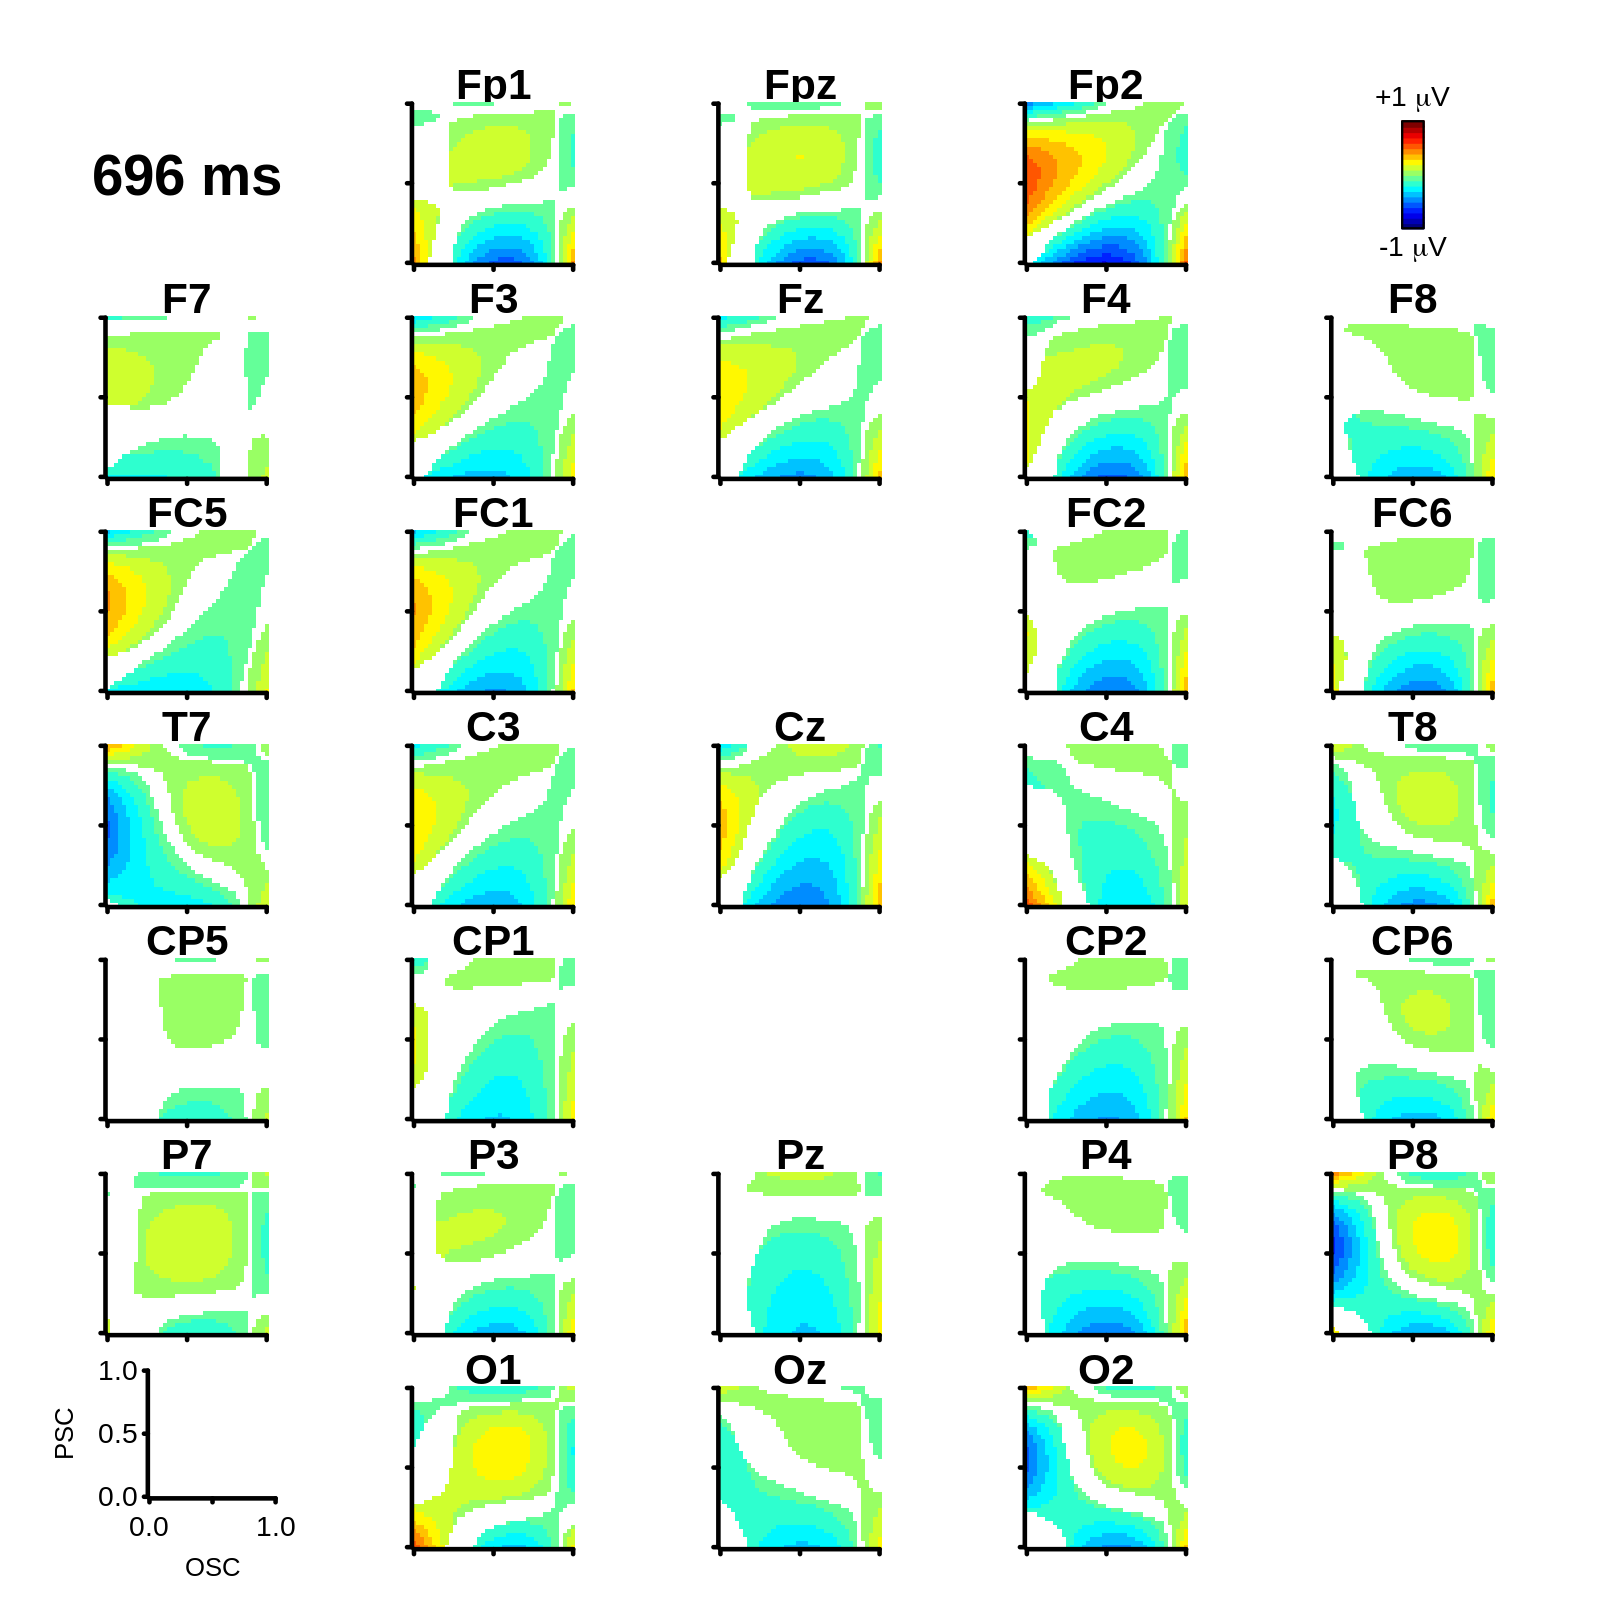 Fp1 Fpz Fp2
+1 μV
696 ms
-1 μV
F7 F3 Fz F4 F8
FC5 FC1 FC2 FC6
T7 C3 Cz C4 T8
CP5 CP1 CP2 CP6
P7 P3 Pz P4 P8
O1 Oz O2
1.0
PSC
0.5
0.0
0.0 1.0
OSC